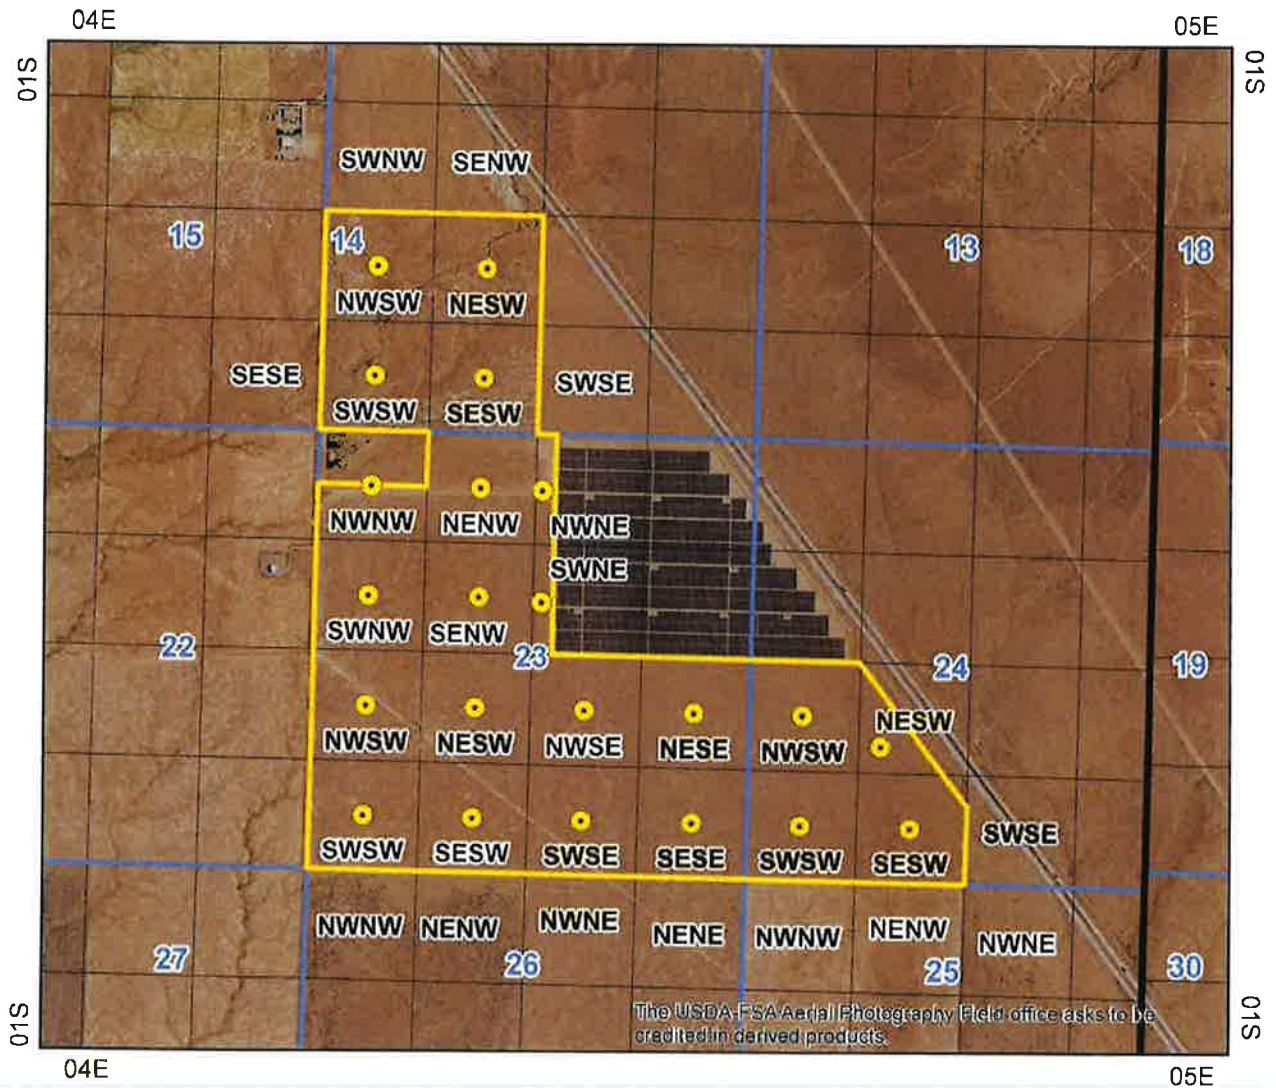 04E
05E
01S
01S
SWNW SENW
15
14
13
18
NWSW NESW
SESE
SWSE
SWSW SESW
NWNW NENW NWNE
SWNE
SWNW SENW
22
23
24
19
NESW
NWSW NESW NWSE NESE NWSW
SWSE
SWSW SESW SWSE SESE SWSW SESW
NWNW NENW NWNE NENE NWNW NENW NWNE
27
26
25
30
The USDA-FSA Aerial Photography Field office asks to be
credited in derived products.
01S
01S
04E
05E